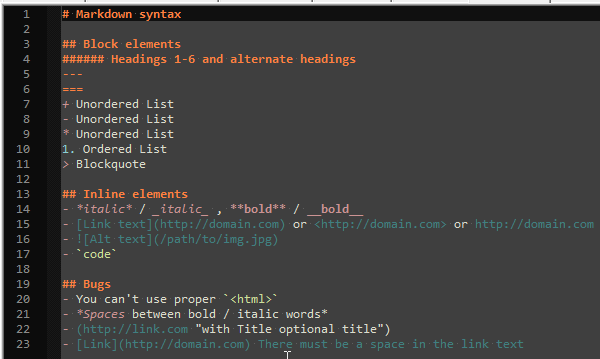 1 # Markdown syntax
2
3 ## Block elements
4 ###### Headings 1-6 and alternate headings
5 ---
6 ===
7 + Unordered List
8 - Unordered List
9 * Unordered List
10 1. Ordered List
11 > Blockquote
12
13 ## Inline elements
14 - *italic* / _italic_ , **bold** / __bold__
15 - [Link text](http://domain.com) or <http://domain.com> or http://domain.com
16 - ![Alt text](/path/to/img.jpg)
17 - `code`
18
19 ## Bugs
20 - You can't use proper `<html>`
21 - *Spaces between bold / italic words*
22 - (http://link.com "with Title optional title")
23 - [Link](http://domain.com) There must be a space in the link text